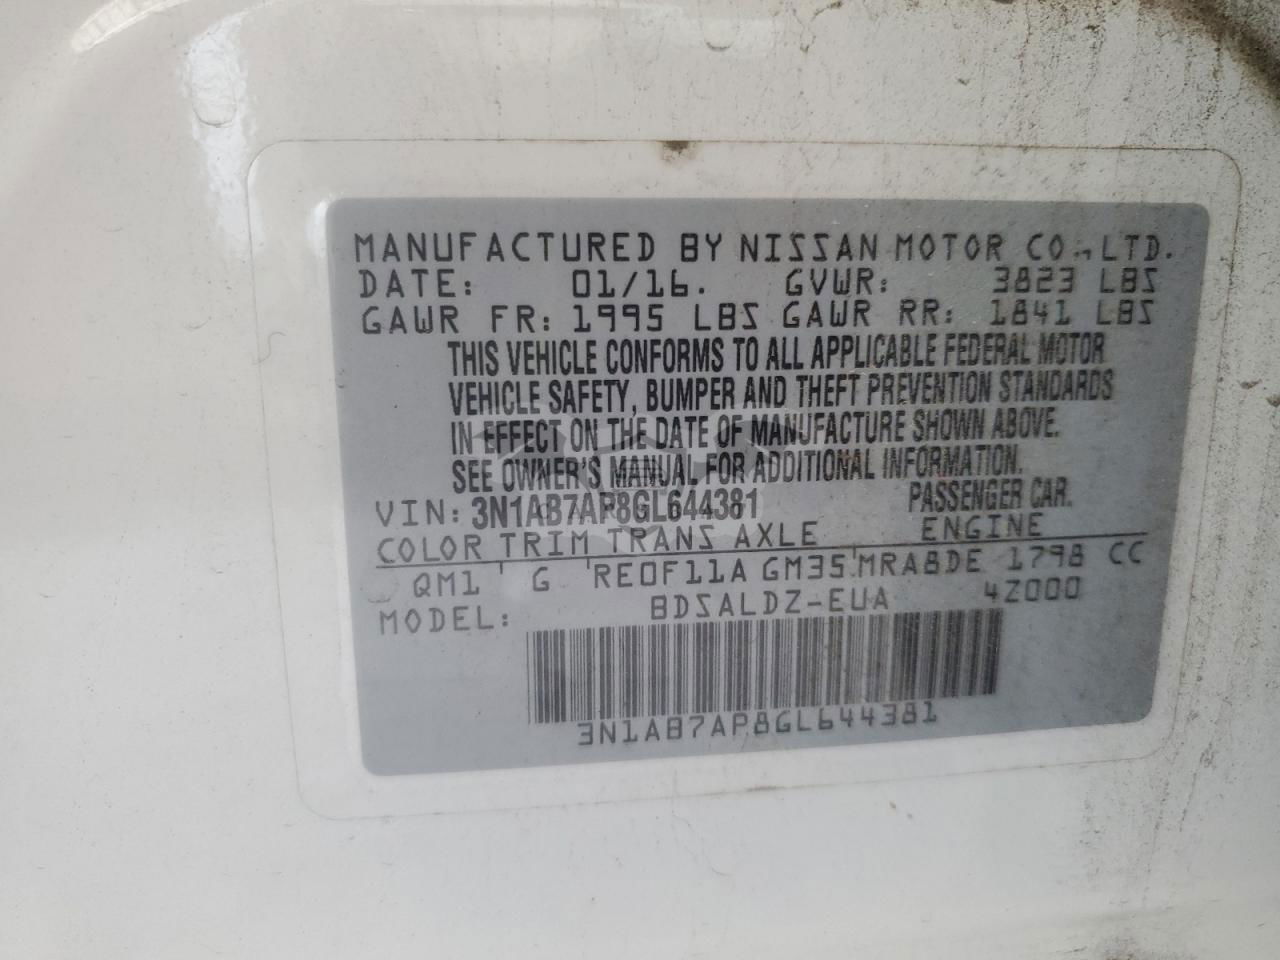 MANUFACTURED BY NISSAN MOTOR CO., LTD.
DATE: 01/16. GVWR: 3823 LBS
GAWR FR: 1995 LBS GAWR RR: 1841 LBS
THIS VEHICLE CONFORMS TO ALL APPLICABLE FEDERAL MOTOR
VEHICLE SAFETY, BUMPER AND THEFT PREVENTION STANDARDS
IN EFFECT ON THE DATE OF MANUFACTURE SHOWN ABOVE.
SEE OWNER'S MANUAL FOR ADDITIONAL INFORMATION.
VIN: 3N1AB7AP8GL644381 PASSENGER CAR.
COLOR TRIM TRANS AXLE ENGINE
QM1 G RE0F11A GM35 MRA8DE 1798 CC
MODEL: BDSALDZ-EUA 4Z000
3N1AB7AP8GL644381